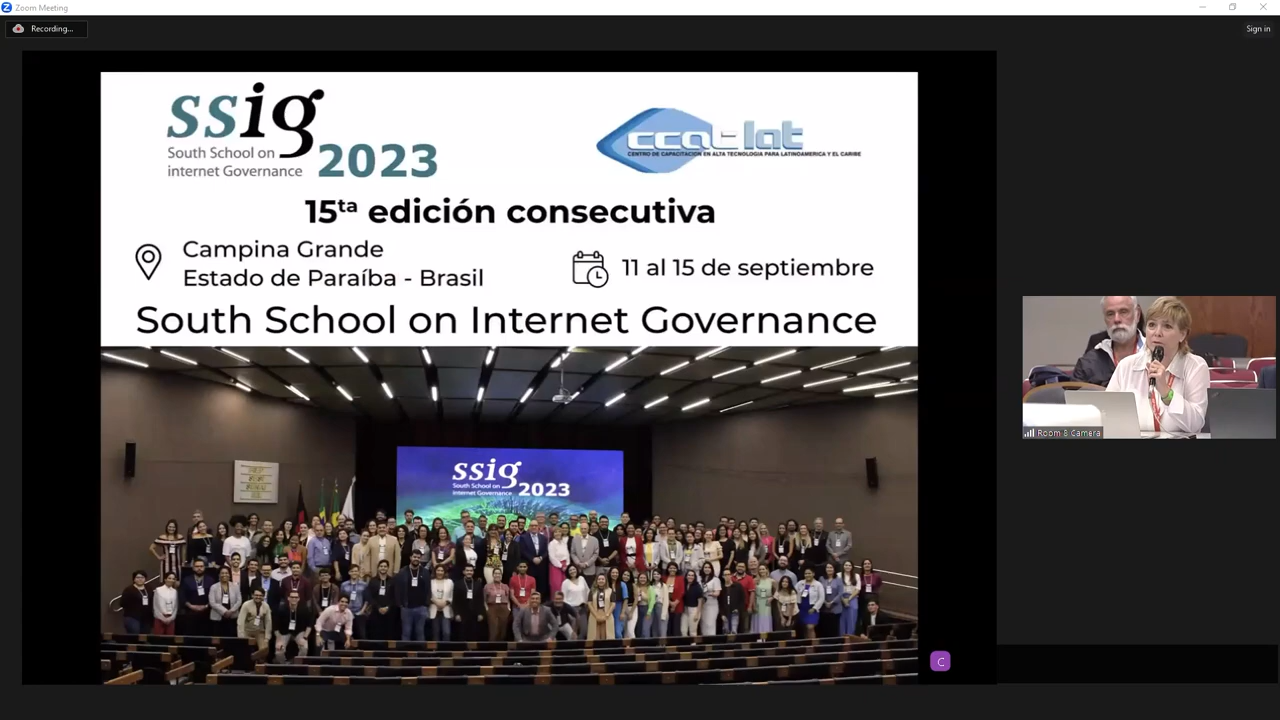 Zoom Meeting
Recording...
Sign in
ssig
South School on
internet Governance
2023
ccat-lat
CENTRO DE CAPACITACIÓN EN ALTA TECNOLOGIA PARA LATINOAMERICA Y EL CARIBE
15ta edición consecutiva
Campina Grande
Estado de Paraíba - Brasil
11 al 15 de septiembre
South School on Internet Governance
ssig
South School on
internet Governance
2023
Room 8 Camera
C